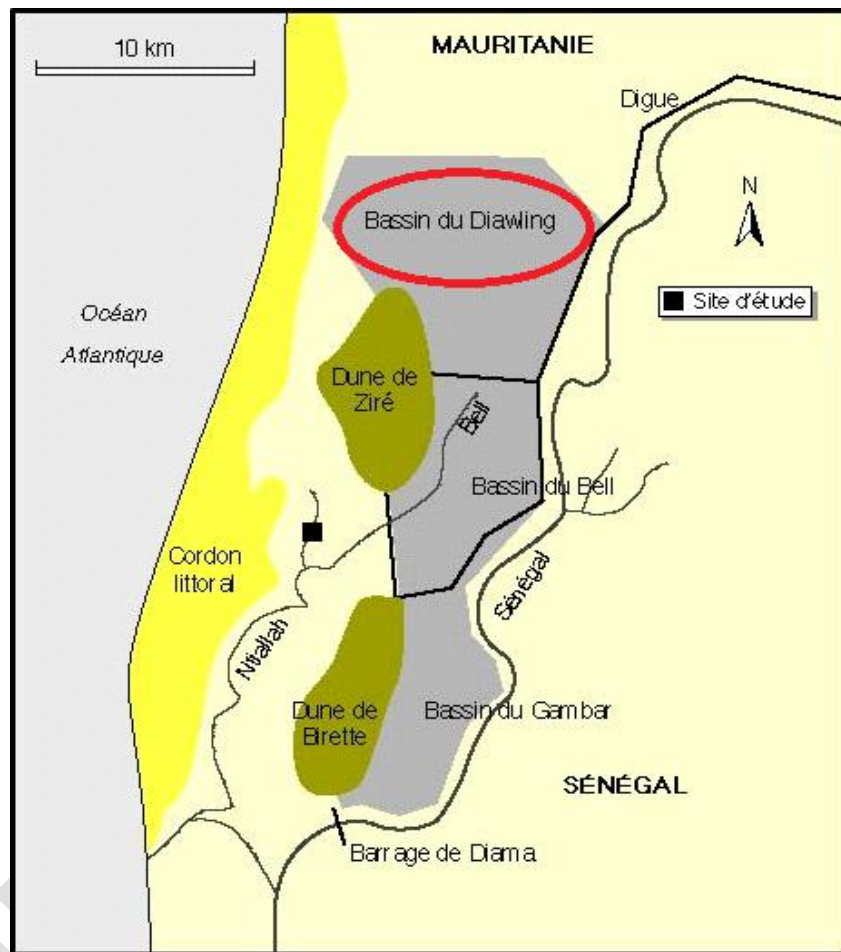 10 km
MAURITANIE
Digue
N
Bassin du Diawling
Site d'étude
Océan
Atlantique
Dune de
Ziré
Bell
Bassin du Bell
Cordon
littoral
Sénégal
Ntiallah
Dune de
Birette
Bassin du Gambar
SÉNÉGAL
Barrage de Diama